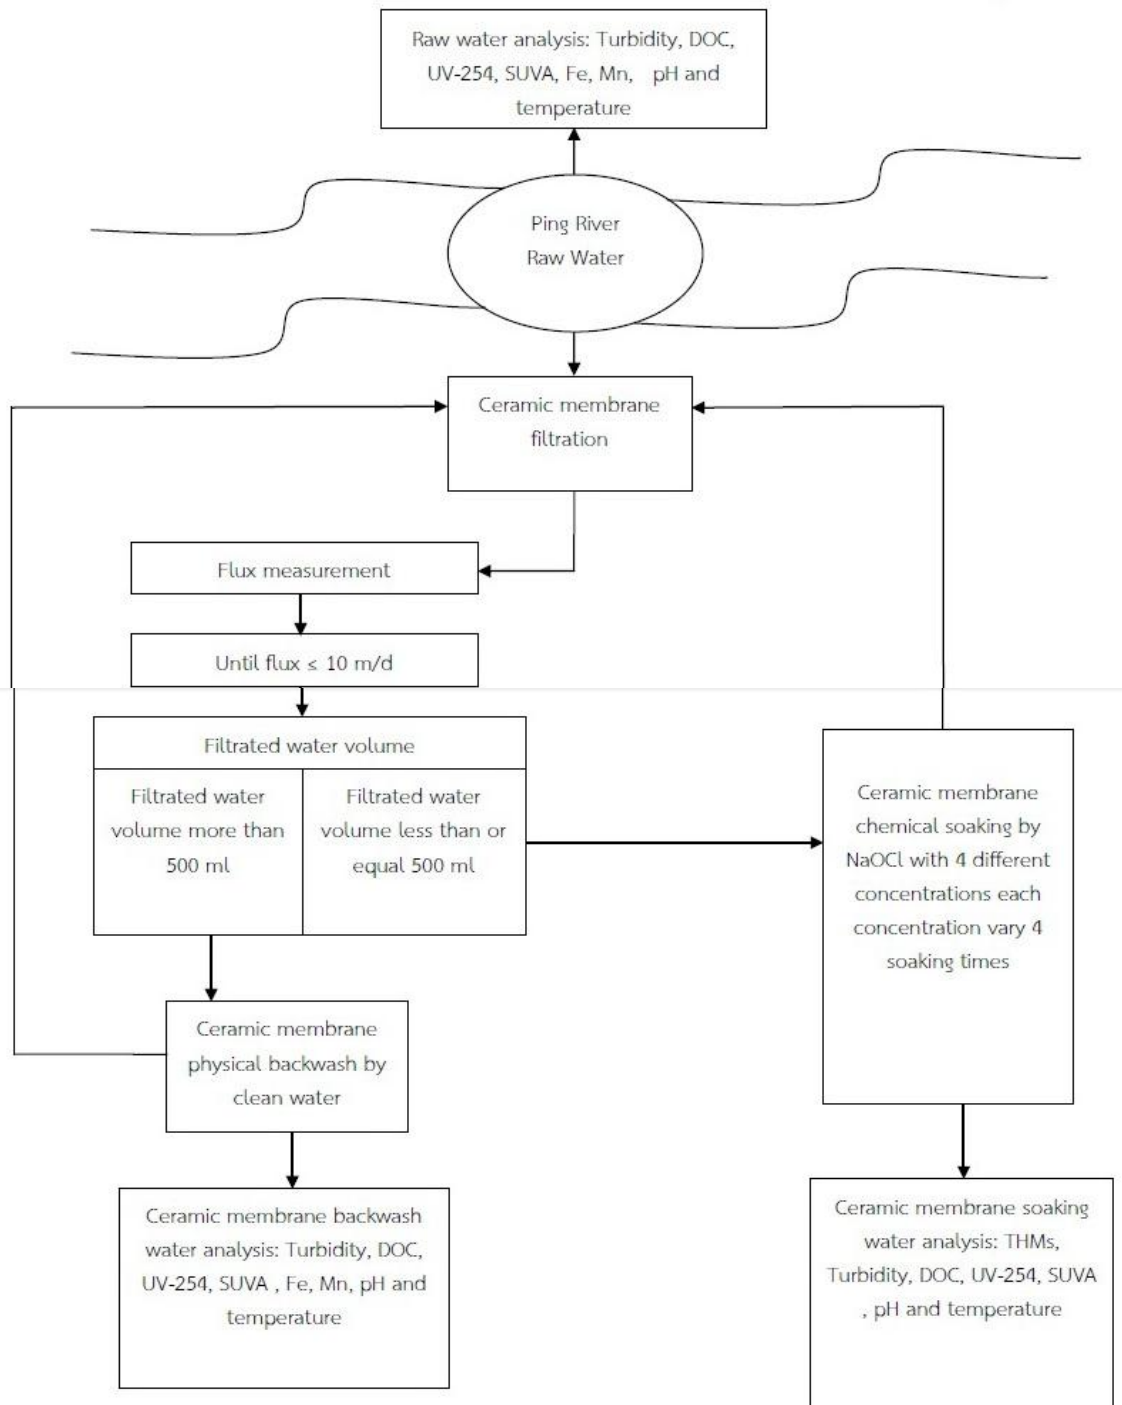 Raw water analysis: Turbidity, DOC,
UV-254, SUVA, Fe, Mn, pH and
temperature
Ping River
Raw Water
Ceramic membrane
filtration
Flux measurement
Until flux ≤ 10 m/d
Filtrated water volume
Filtrated water
volume more than
500 ml
Filtrated water
volume less than or
equal 500 ml
Ceramic membrane
chemical soaking by
NaOCl with 4 different
concentrations each
concentration vary 4
soaking times
Ceramic membrane
physical backwash by
clean water
Ceramic membrane backwash
water analysis: Turbidity, DOC,
UV-254, SUVA , Fe, Mn, pH and
temperature
Ceramic membrane soaking
water analysis: THMs,
Turbidity, DOC, UV-254, SUVA
, pH and temperature